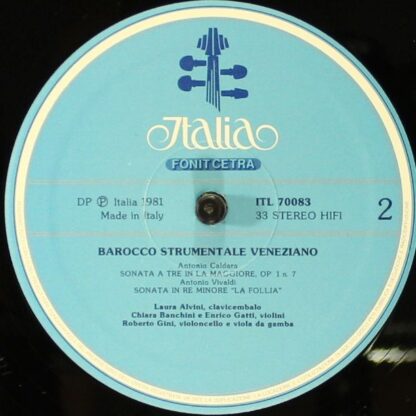 Italia
FONIT CETRA
DP Ⓟ Italia 1981
Made in Italy
ITL 70083
33 STEREO HIFI
2
BAROCCO STRUMENTALE VENEZIANO
Antonio Caldara
SONATA A TRE IN LA MAGGIORE, OP. 1 n. 7
Antonio Vivaldi
SONATA IN RE MINORE "LA FOLLIA"
Laura Alvini, clavicembalo
Chiara Banchini e Enrico Gatti, violini
Roberto Gini, violoncello e viola da gamba